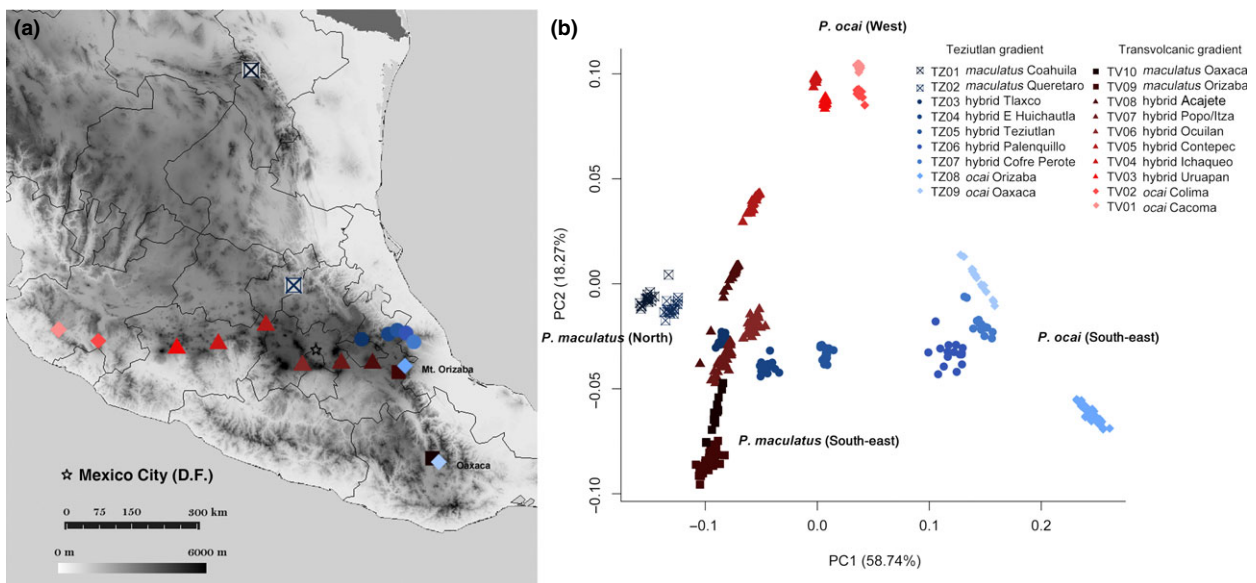 (a)
Mt. Orizaba
Oaxaca
Mexico City (D.F.)
0 75 150 300 km
0 m 6000 m
(b)
P. ocai (West)
Teziutlan gradient
TZ01 maculatus Coahuila
TZ02 maculatus Queretaro
TZ03 hybrid Tlaxco
TZ04 hybrid E Huichautla
TZ05 hybrid Teziutlan
TZ06 hybrid Palenquillo
TZ07 hybrid Cofre Perote
TZ08 ocai Orizaba
TZ09 ocai Oaxaca
Transvolcanic gradient
TV10 maculatus Oaxaca
TV09 maculatus Orizaba
TV08 hybrid Acajete
TV07 hybrid Popo/Itza
TV06 hybrid Ocuilan
TV05 hybrid Contepec
TV04 hybrid Ichaqueo
TV03 hybrid Uruapan
TV02 ocai Colima
TV01 ocai Cacoma
PC2 (18.27%)
0.10
0.05
0.00
−0.05
−0.10
P. maculatus (North)
P. ocai (South-east)
P. maculatus (South-east)
−0.1 0.0 0.1 0.2
PC1 (58.74%)